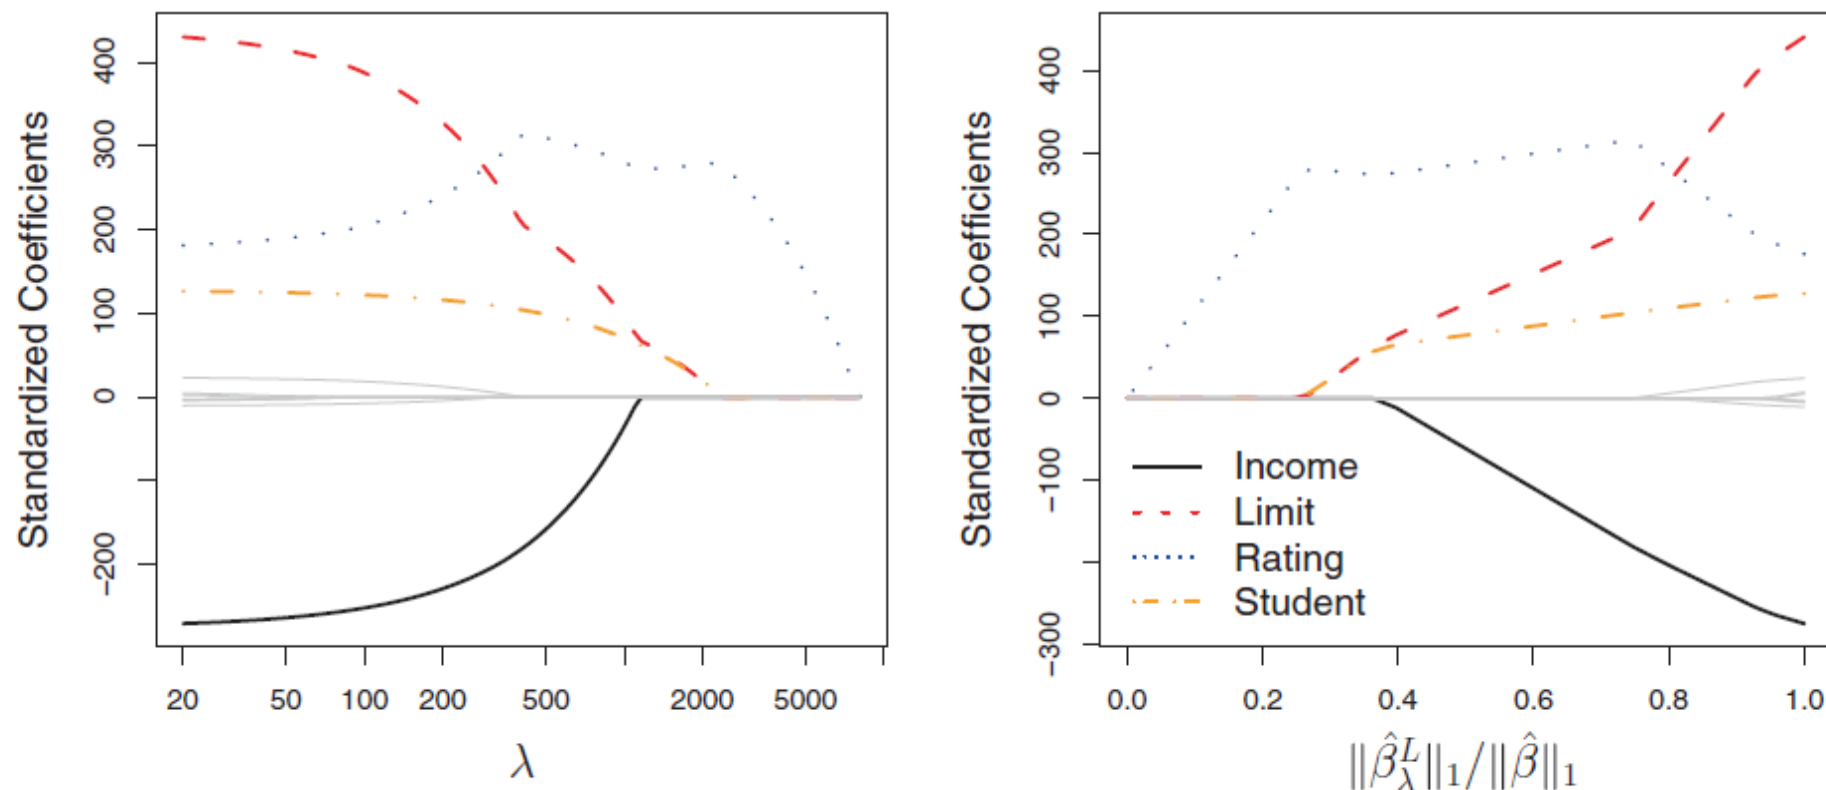 Standardized Coefficients
400
300
200
100
0
−200
20 50 100 200 500 2000 5000
λ
Standardized Coefficients
400
300
200
100
0
−100
−300
Income
Limit
Rating
Student
0.0 0.2 0.4 0.6 0.8 1.0
‖β̂λᴸ‖₁/‖β̂‖₁